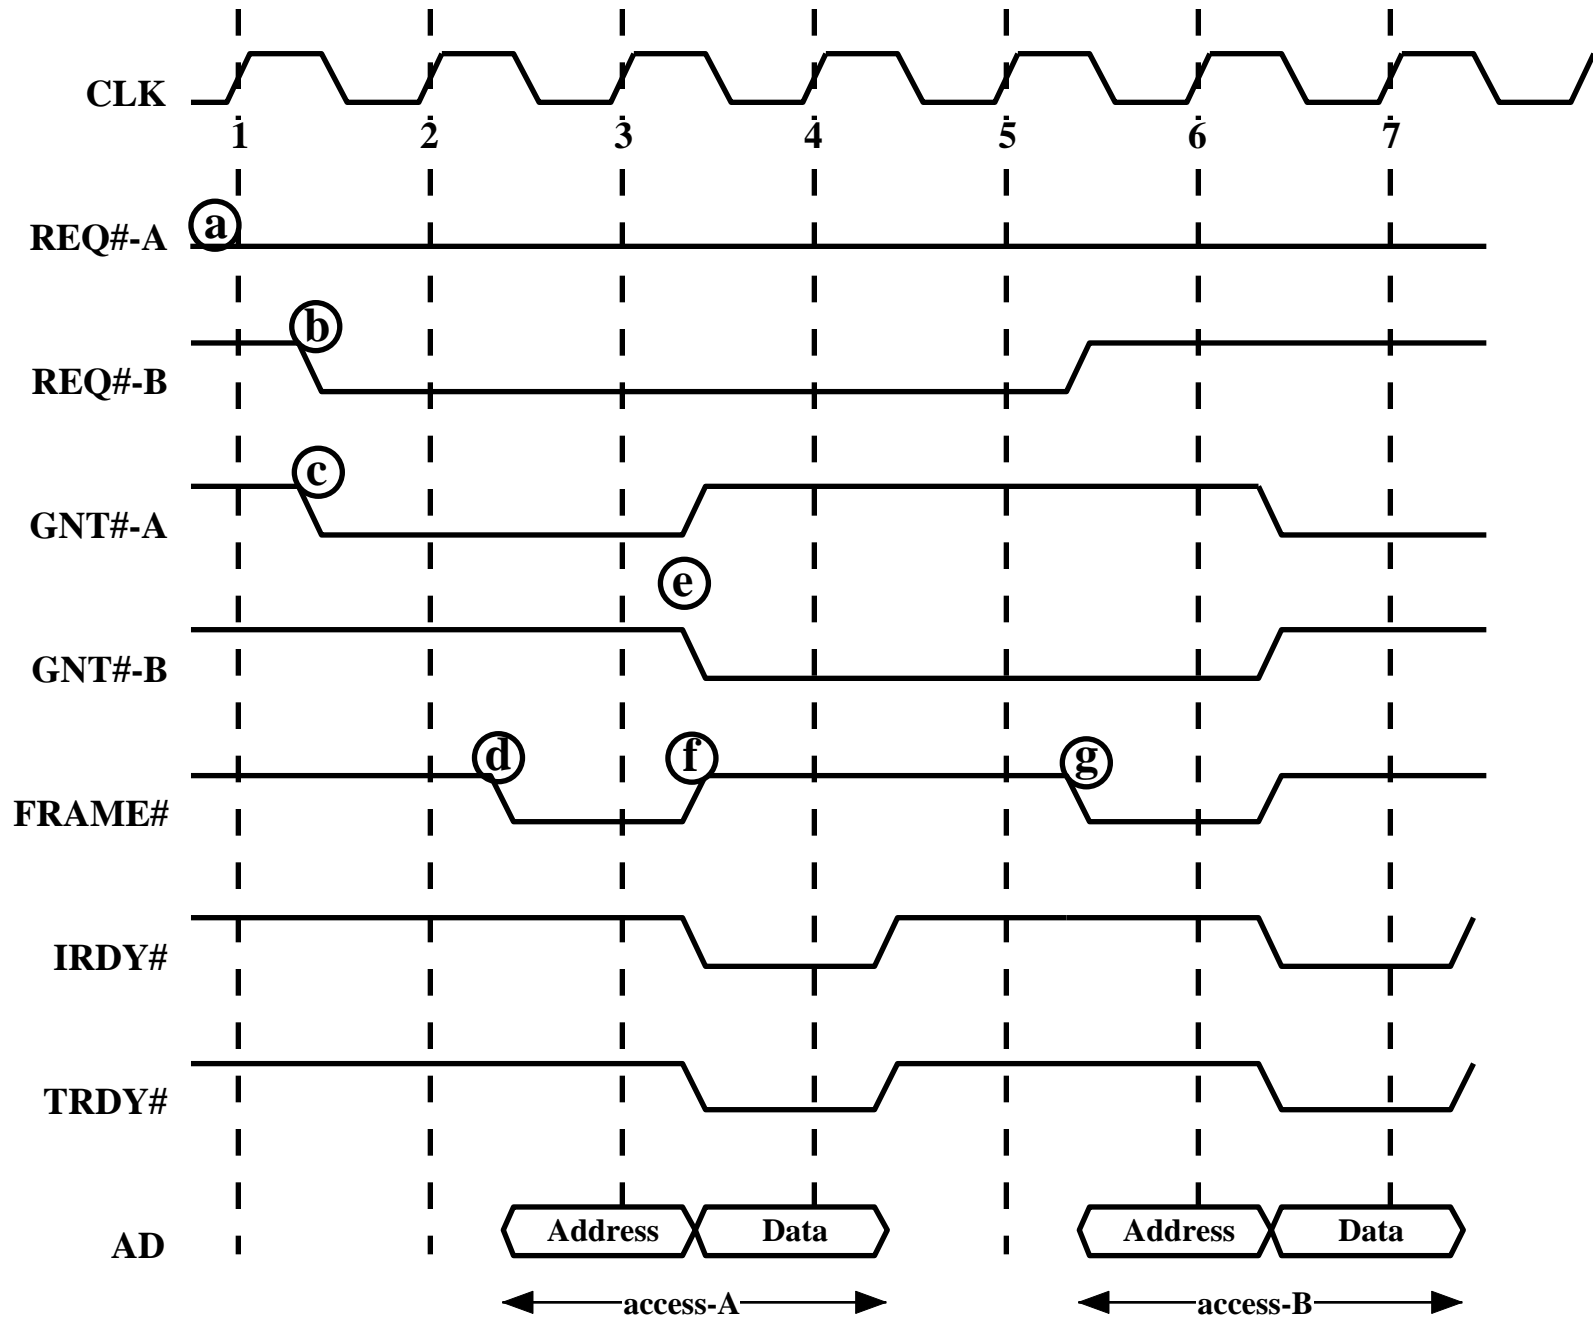 CLK
1 2 3 4 5 6 7
a
REQ#-A
b
REQ#-B
c
GNT#-A
e
GNT#-B
d f g
FRAME#
IRDY#
TRDY#
AD Address Data Address Data
access-A access-B